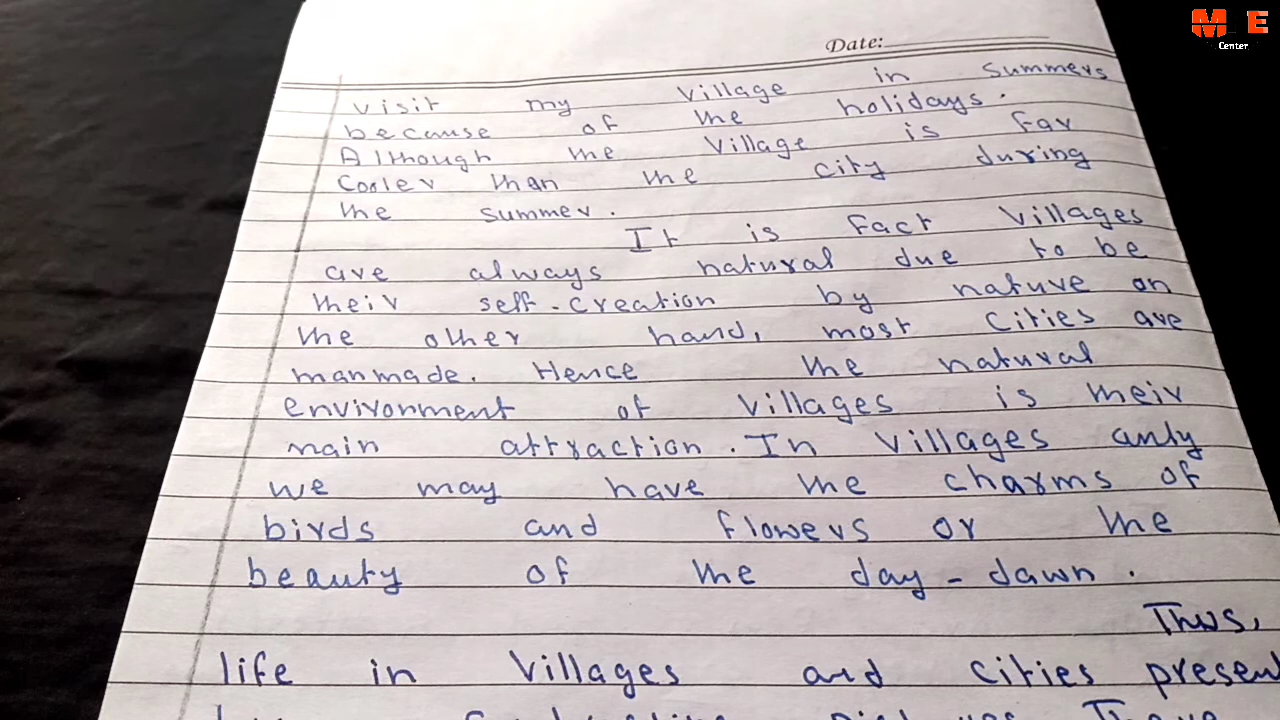 M E
Center
Date:
visit my village in summers
because of the holidays.
Although the village is far
cooler than the city during
the summer.
It is fact villages
are always natural due to be
their self-creation by nature on
the other hand, most cities are
manmade. Hence the natural
environment of villages is their
main attraction. In villages only
we may have the charms of
birds and flowers or the
beauty of the day-dawn.
Thus,
life in villages and cities present